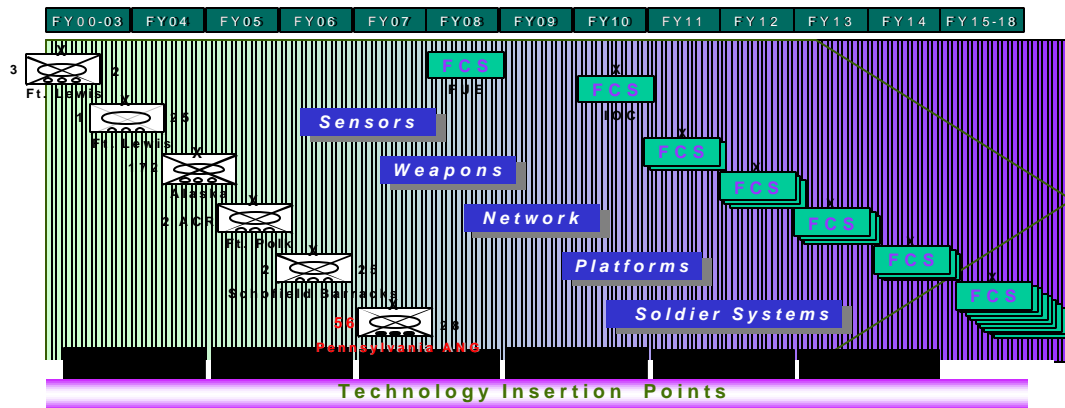 FY00-03 FY04 FY05 FY06 FY07 FY08 FY09 FY10 FY11 FY12 FY13 FY14 FY15-18
X
3 2
Ft. Lewis
X
1 25
Ft. Lewis
X
172
Alaska
X
2 ACR
Ft. Polk
X
2 25
Schofield Barracks
X
56 28
Pennsylvania ANG
FCS
X
FCS
IOC
Sensors
Weapons
Network
Platforms
Soldier Systems
X
FCS
X
FCS
X
FCS
X
FCS
X
FCS
Technology Insertion Points